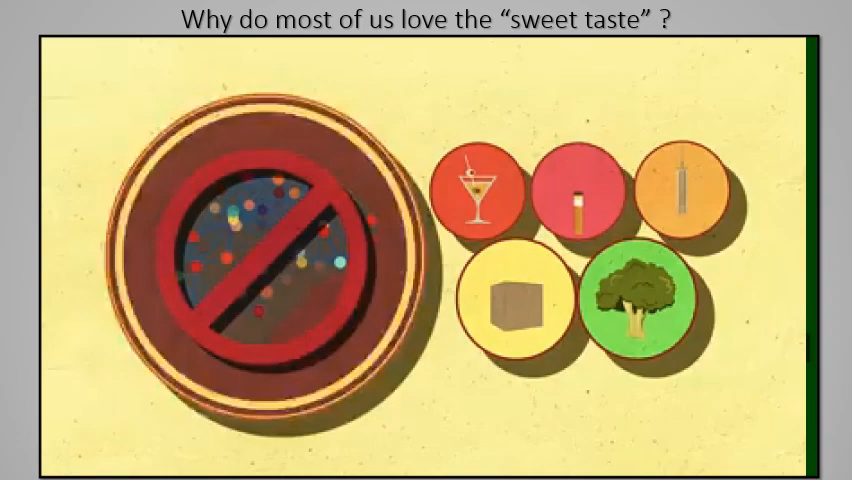 Why do most of us love the “sweet taste” ?